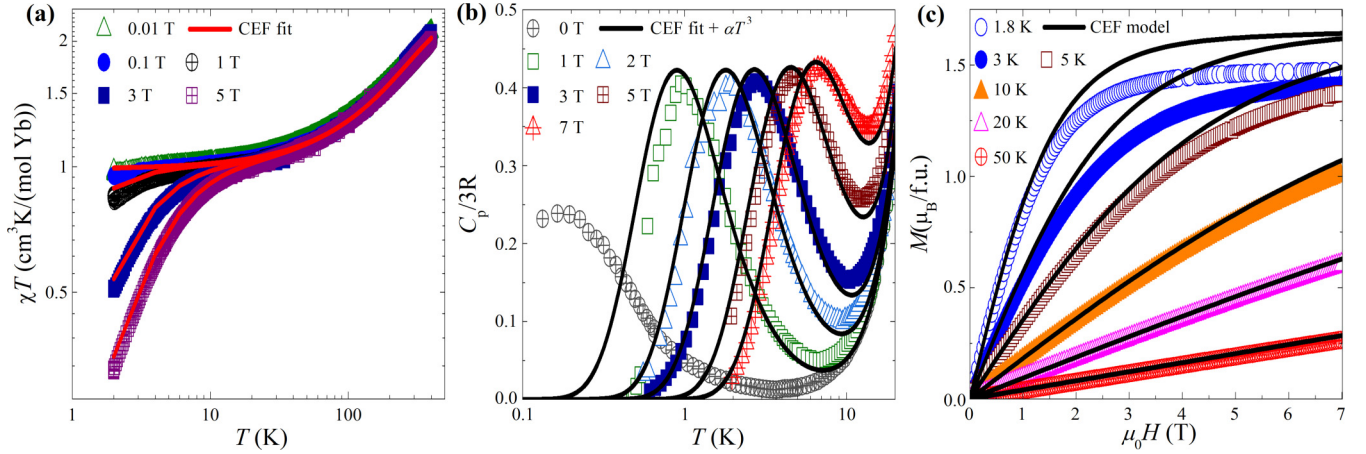 (a)
0.01 T CEF fit
0.1 T 1 T
3 T 5 T
χT (cm³K/(mol Yb))
2
1.5
1
0.5
1 10 100
T (K)
(b)
0 T CEF fit + αT³
1 T 2 T
3 T 5 T
7 T
C_p/3R
0.5
0.4
0.3
0.2
0.1
0.0
0.1 1 10
T (K)
(c)
1.8 K CEF model
3 K 5 K
10 K
20 K
50 K
M(μ_B/f.u.)
1.5
1.0
0.5
0.0
0 1 2 3 4 5 6 7
μ₀H (T)